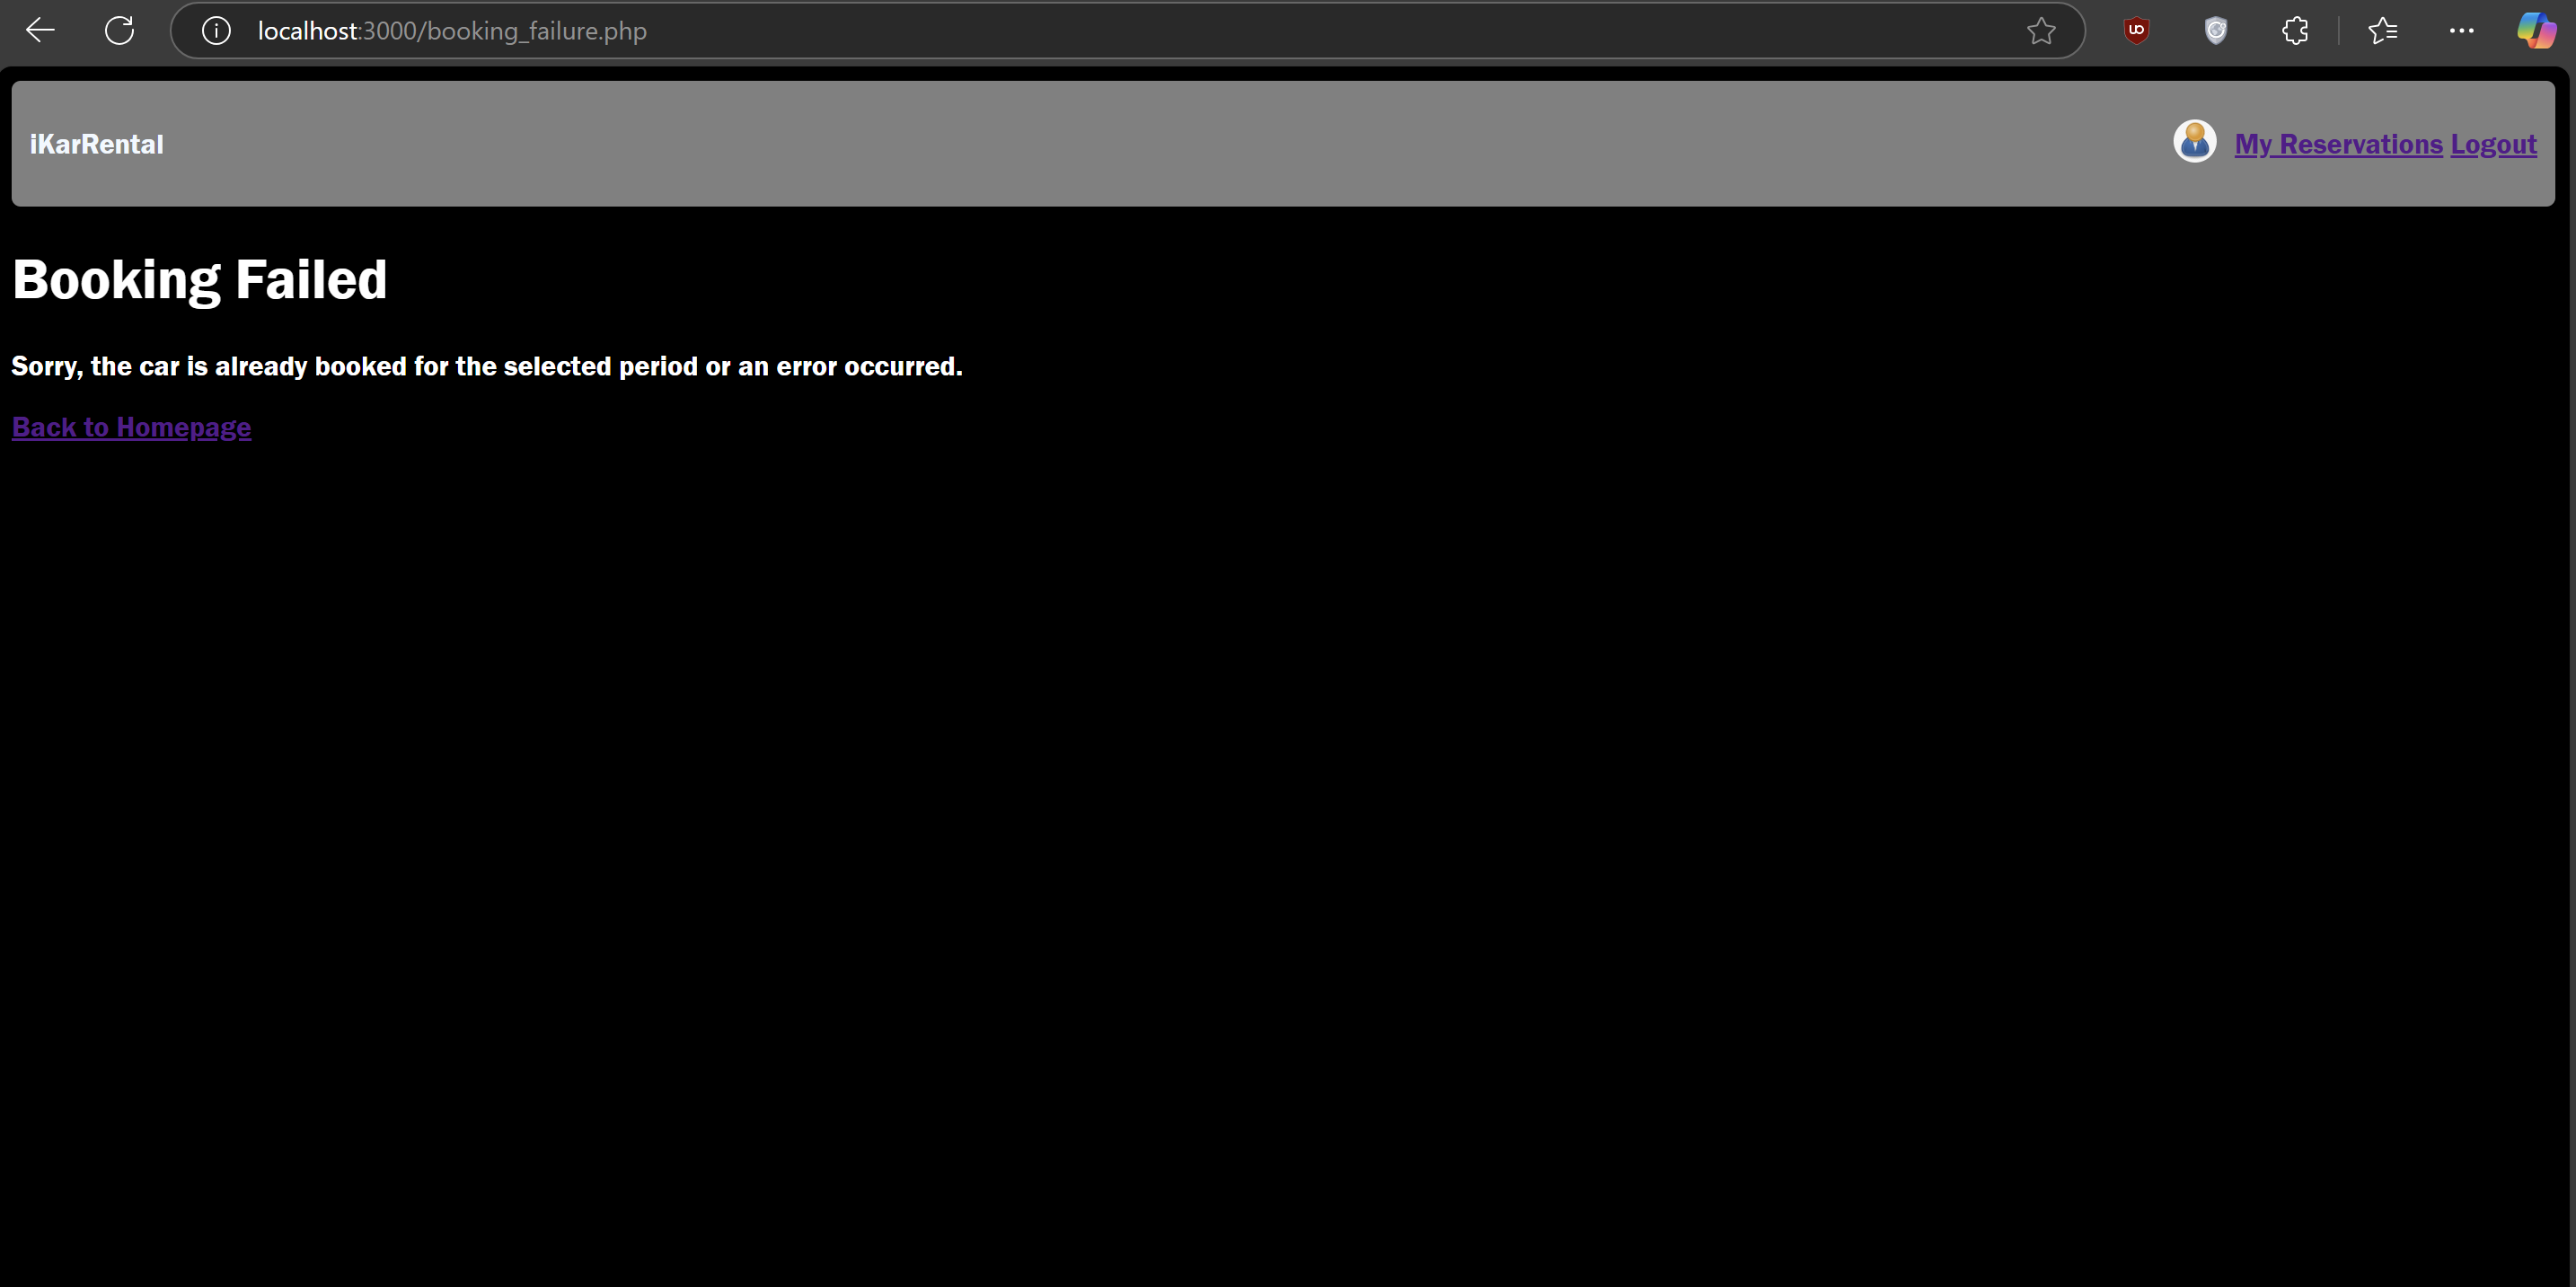 localhost:3000/booking_failure.php
iKarRental
My Reservations Logout
Booking Failed
Sorry, the car is already booked for the selected period or an error occurred.
Back to Homepage